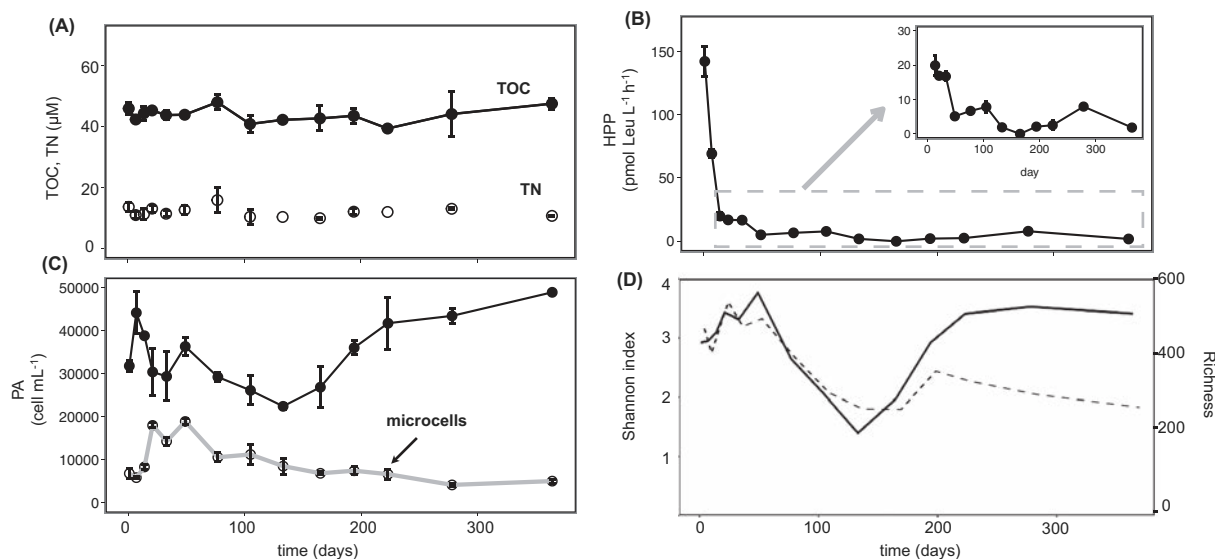 (A)
60
40
20
0
TOC, TN (µM)
TOC
TN
(B)
150
100
50
0
HPP
(pmol Leu L⁻¹ h⁻¹)
30
20
10
0
0 100 200 300
day
(C)
50000
40000
30000
20000
10000
0
PA
(cell mL⁻¹)
microcells
0 100 200 300
time (days)
(D)
4
3
2
1
Shannon index
600
400
200
0
Richness
0 100 200 300
time (days)